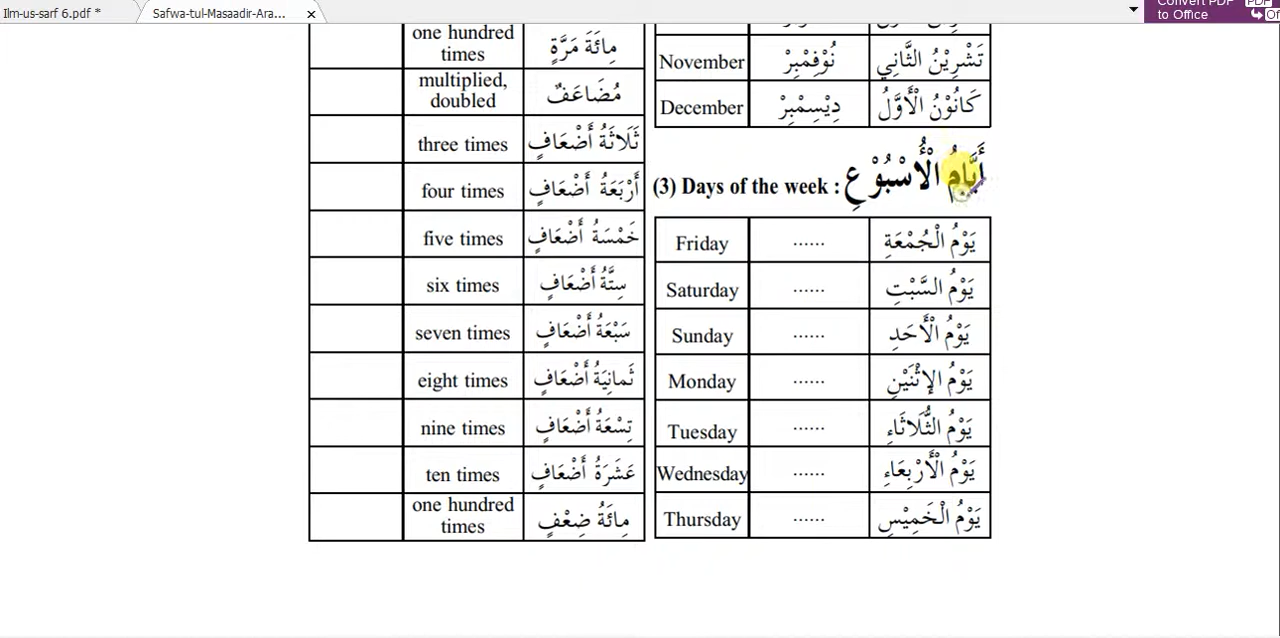 Ilm-us-sarf 6.pdf *
Safwa-tul-Masaadir-Ara...
Convert PDF
to Office
PDF
one hundred times مِائَةَ مَرَّةٍ
multiplied, doubled مُضَاعَفٌ
three times ثَلَاثَةُ أَضْعَافٍ
four times أَرْبَعَةُ أَضْعَافٍ
five times خَمْسَةُ أَضْعَافٍ
six times سِتَّةُ أَضْعَافٍ
seven times سَبْعَةُ أَضْعَافٍ
eight times ثَمانِيَةُ أَضْعَافٍ
nine times تِسْعَةُ أَضْعَافٍ
ten times عَشَرَةُ أَضْعَافٍ
one hundred times مِائَةُ ضِعْفٍ
November نُوْفِمْبِرْ تَشْرِيْنُ الثَّانِي
December دِيْسِمْبِرْ كَانُوْنُ الْأَوَّلُ
(3) Days of the week : أَيَّامُ الْأُسْبُوْعِ
Friday ...... يَوْمُ الْجُمْعَةِ
Saturday ...... يَوْمُ السَّبْتِ
Sunday ...... يَوْمُ الْأَحَدِ
Monday ...... يَوْمُ الإِثْنَيْنِ
Tuesday ...... يَوْمُ الثُّلَاثَاءِ
Wednesday ...... يَوْمُ الْأَرْبِعَاءِ
Thursday ...... يَوْمُ الْخَمِيْسِ